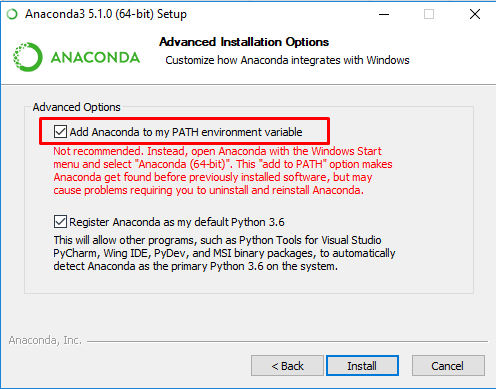 Anaconda3 5.1.0 (64-bit) Setup
Advanced Installation Options
Customize how Anaconda integrates with Windows
ANACONDA
Advanced Options
Add Anaconda to my PATH environment variable
Not recommended. Instead, open Anaconda with the Windows Start
menu and select "Anaconda (64-bit)". This "add to PATH" option makes
Anaconda get found before previously installed software, but may
cause problems requiring you to uninstall and reinstall Anaconda.
Register Anaconda as my default Python 3.6
This will allow other programs, such as Python Tools for Visual Studio
PyCharm, Wing IDE, PyDev, and MSI binary packages, to automatically
detect Anaconda as the primary Python 3.6 on the system.
Anaconda, Inc.
< Back
Install
Cancel